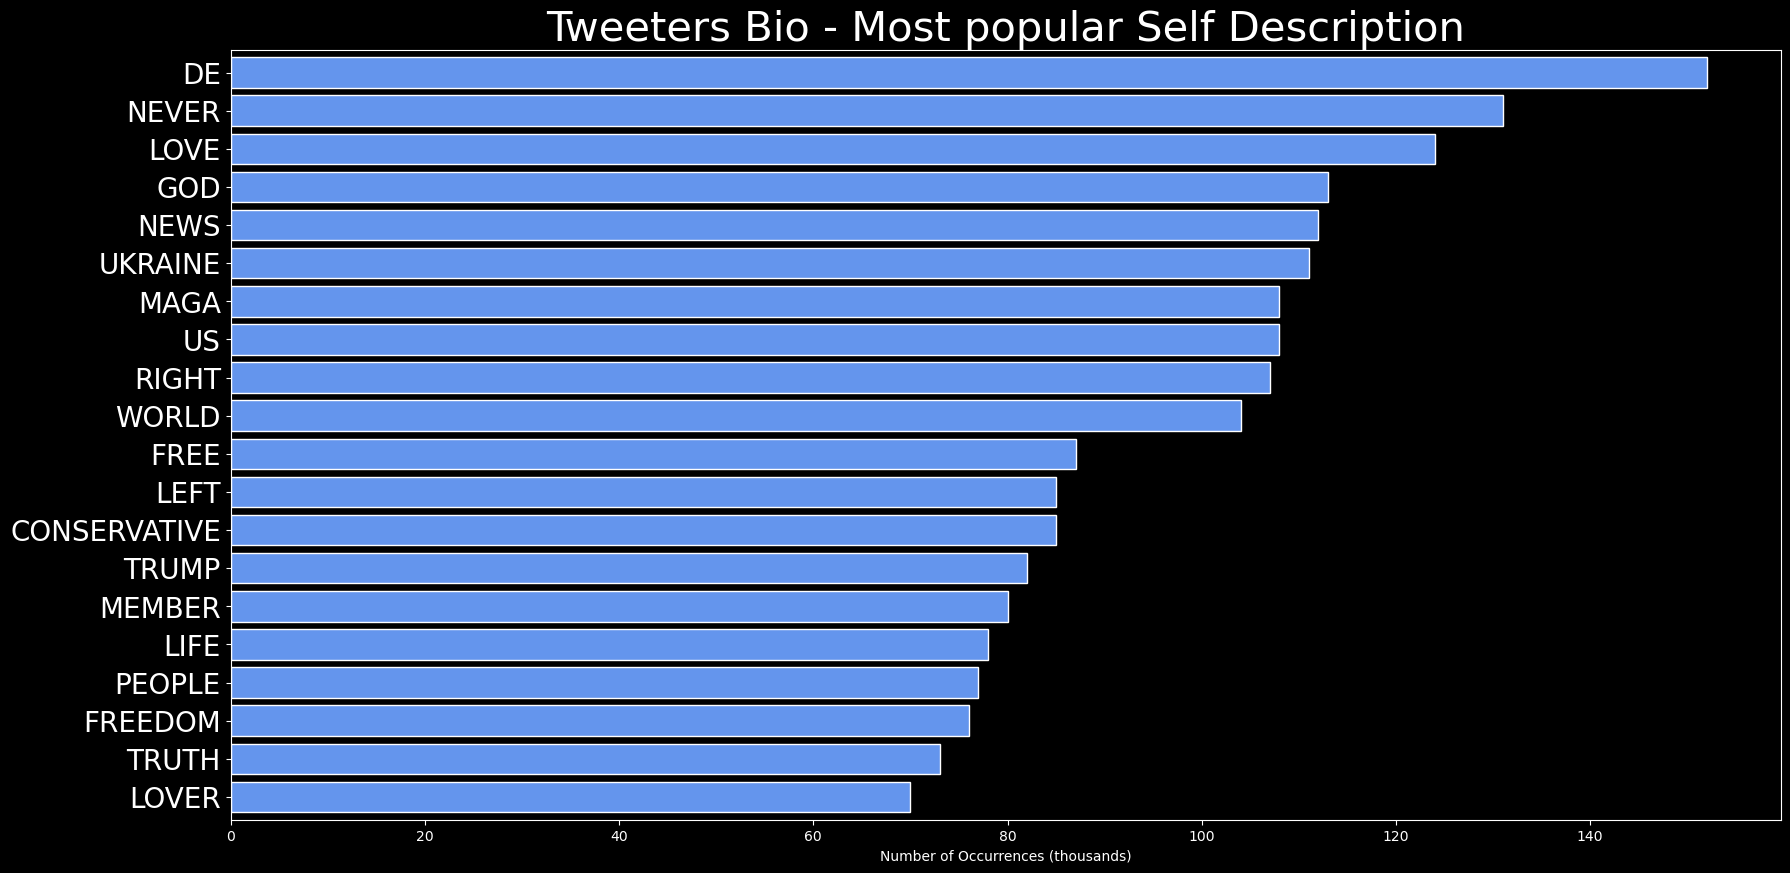 Tweeters Bio - Most popular Self Description
DE
NEVER
LOVE
GOD
NEWS
UKRAINE
MAGA
US
RIGHT
WORLD
FREE
LEFT
CONSERVATIVE
TRUMP
MEMBER
LIFE
PEOPLE
FREEDOM
TRUTH
LOVER
0 20 40 60 80 100 120 140
Number of Occurrences (thousands)